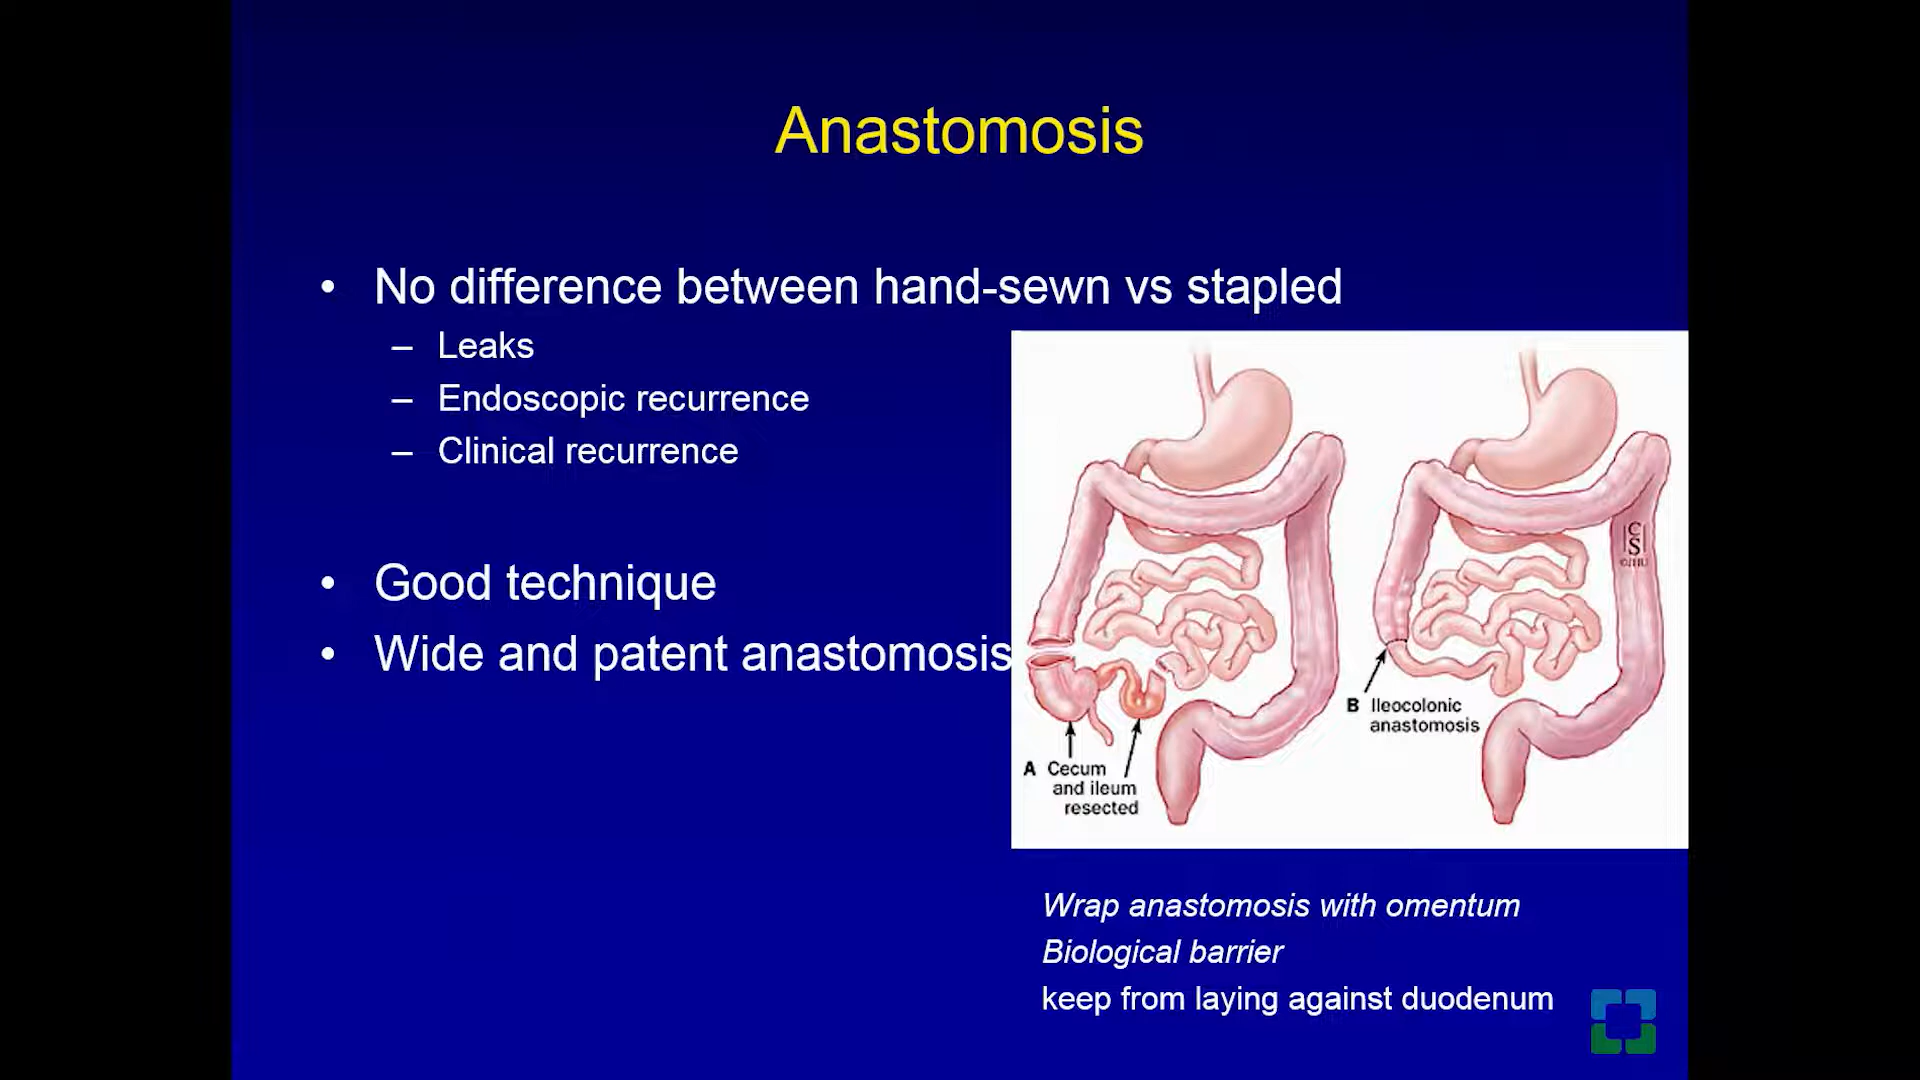 Anastomosis
• No difference between hand-sewn vs stapled
– Leaks
– Endoscopic recurrence
– Clinical recurrence
• Good technique
• Wide and patent anastomosis
A Cecum
and ileum
resected
B Ileocolonic
anastomosis
CS
Wrap anastomosis with omentum
Biological barrier
keep from laying against duodenum